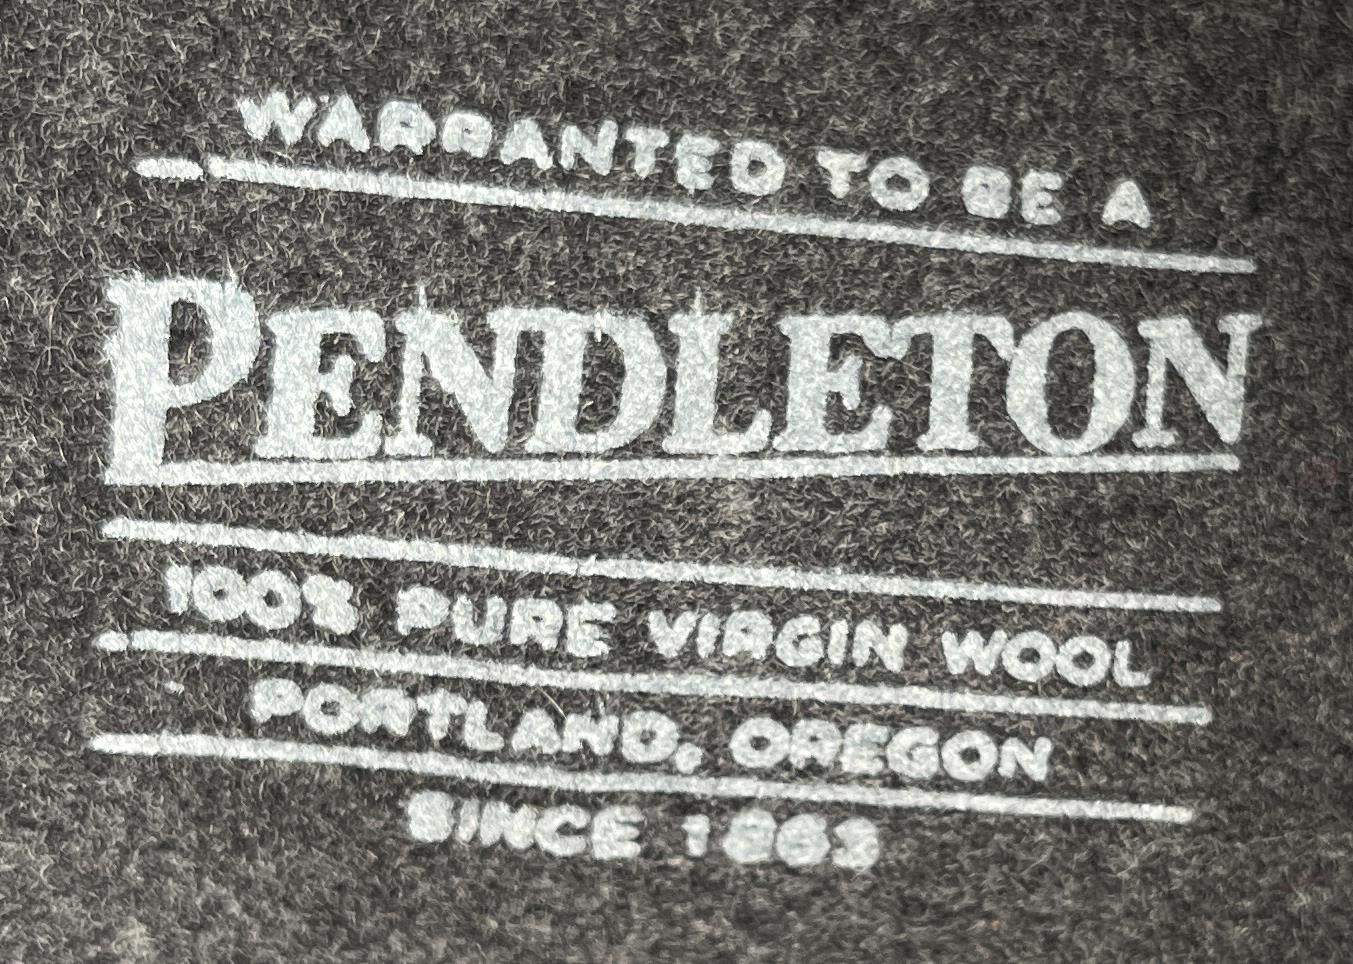 WARRANTED TO BE A
PENDLETON
100% PURE VIRGIN WOOL
PORTLAND, OREGON
SINCE 1863